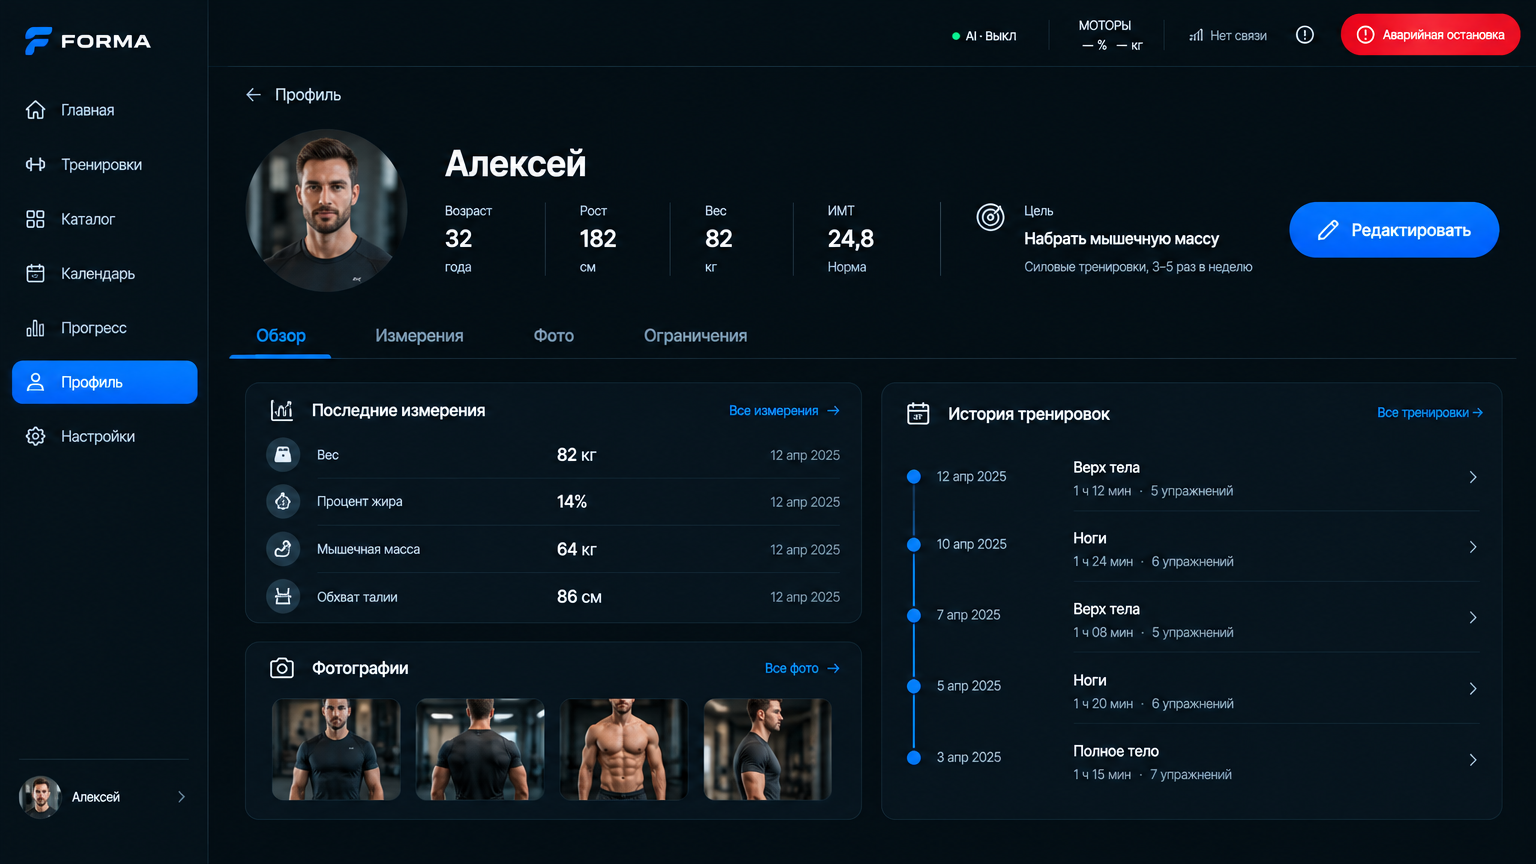 FORMA
AI · Выкл
МОТОРЫ
— % — кг
Нет связи
Аварийная остановка
Главная
Тренировки
Каталог
Календарь
Прогресс
Профиль
Настройки
Алексей
Профиль
Алексей
Возраст
32
года
Рост
182
см
Вес
82
кг
ИМТ
24,8
Норма
Цель
Набрать мышечную массу
Силовые тренировки, 3–5 раз в неделю
Редактировать
Обзор
Измерения
Фото
Ограничения
Последние измерения
Все измерения
Вес 82 кг 12 апр 2025
Процент жира 14% 12 апр 2025
Мышечная масса 64 кг 12 апр 2025
Обхват талии 86 см 12 апр 2025
Фотографии
Все фото
История тренировок
Все тренировки
12 апр 2025
Верх тела
1 ч 12 мин · 5 упражнений
10 апр 2025
Ноги
1 ч 24 мин · 6 упражнений
7 апр 2025
Верх тела
1 ч 08 мин · 5 упражнений
5 апр 2025
Ноги
1 ч 20 мин · 6 упражнений
3 апр 2025
Полное тело
1 ч 15 мин · 7 упражнений